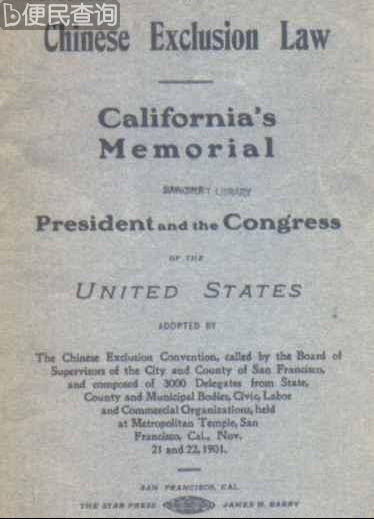 Chinese Exclusion Law
便民查询
California's
Memorial
LIBRARY
President and the Congress
OF THE
UNITED STATES
ADOPTED BY
The Chinese Exclusion Convention, called by the Board of
Supervisors of the City and County of San Francisco,
and composed of 3000 Delegates from State,
County and Municipal Bodies, Civic, Labor
and Commercial Organizations, held
at Metropolitan Temple, San
Francisco, Cal., Nov.
21 and 22, 1901.
SAN FRANCISCO, CAL.
THE STAR PRESS JAMES H. BARRY